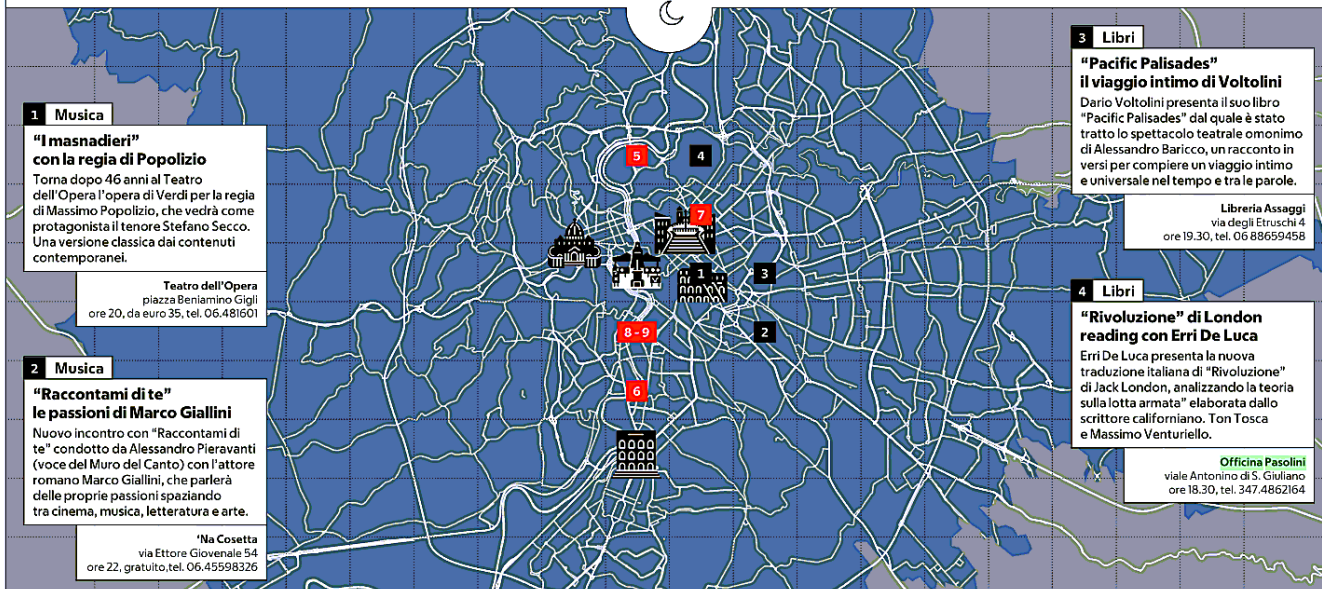 1 Musica
“I masnadieri”
con la regia di Popolizio
Torna dopo 46 anni al Teatro
dell'Opera l'opera di Verdi per la regia
di Massimo Popolizio, che vedrà come
protagonista il tenore Stefano Secco.
Una versione classica dai contenuti
contemporanei.
Teatro dell'Opera
piazza Beniamino Gigli
ore 20, da euro 35, tel. 06.481601
2 Musica
“Raccontami di te”
le passioni di Marco Giallini
Nuovo incontro con “Raccontami di
te” condotto da Alessandro Pieravanti
(voce del Muro del Canto) con l'attore
romano Marco Giallini, che parlerà
delle proprie passioni spaziando
tra cinema, musica, letteratura e arte.
'Na Cosetta
via Ettore Giovenale 54
ore 22, gratuito,tel. 06.45598326
5
4
7
1
3
8-9
2
6
3 Libri
“Pacific Palisades”
il viaggio intimo di Voltolini
Dario Voltolini presenta il suo libro
“Pacific Palisades” dal quale è stato
tratto lo spettacolo teatrale omonimo
di Alessandro Baricco, un racconto in
versi per compiere un viaggio intimo
e universale nel tempo e tra le parole.
Libreria Assaggi
via degli Etruschi 4
ore 19.30, tel. 06 88659458
4 Libri
“Rivoluzione” di London
reading con Erri De Luca
Erri De Luca presenta la nuova
traduzione italiana di “Rivoluzione”
di Jack London, analizzando la teoria
sulla lotta armata” elaborata dallo
scrittore californiano. Ton Tosca
e Massimo Venturiello.
Officina Pasolini
viale Antonino di S. Giuliano
ore 18.30, tel. 347.4862164